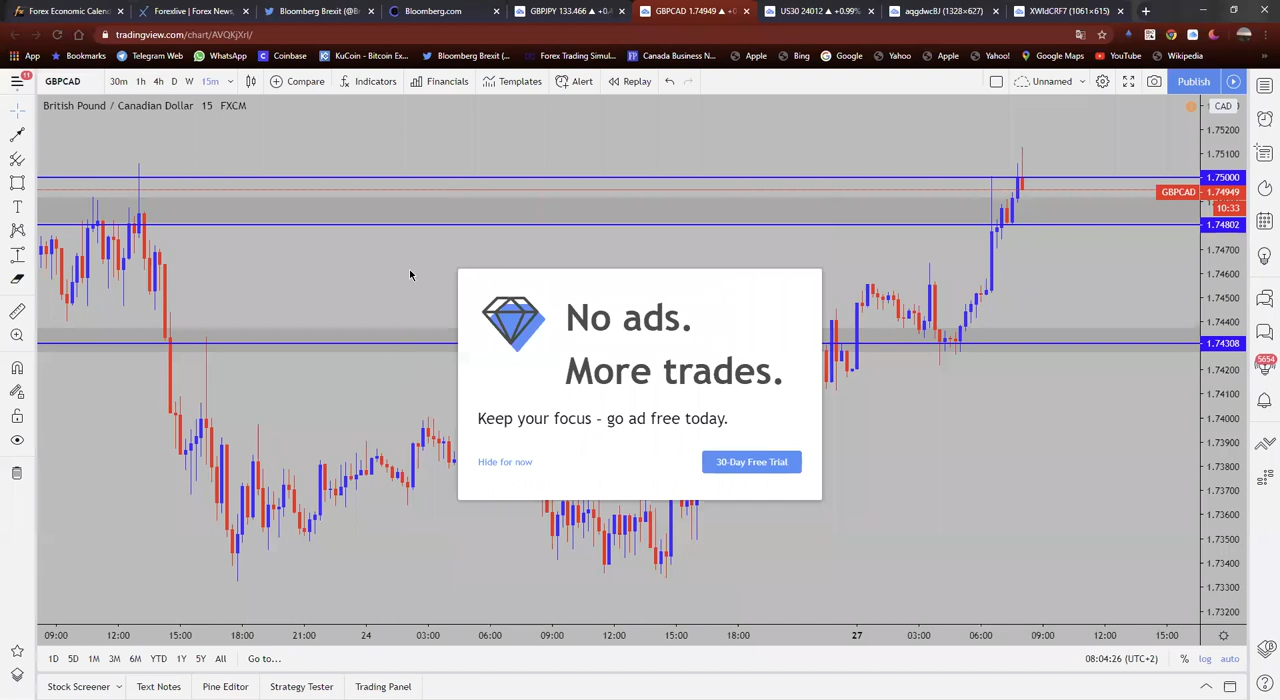 Forex Economic Calend
Forexlive | Forex News,
Bloomberg Brexit (@Br
Bloomberg.com
GBPJPY 133.466 ▲ +0.4
GBPCAD 1.74949 ▲ +0
US30 24012 ▲ +0.99%
aqgdwcBJ (1328×627)
XWldCRF7 (1061×615)
tradingview.com/chart/AVQKjXrl/
App
Telegram Web
WhatsApp
Coinbase
KuCoin - Bitcoin Ex...
Bloomberg Brexit (...
Forex Trading Simul...
Canada Business N...
Apple
Bing
Google
Yahoo
Apple
Yahoo!
Google Maps
YouTube
Wikipedia
11
GBPCAD
30m 1h 4h D W 15m
Compare
Indicators
Financials
Templates
Alert
Replay
Unnamed
Publish
British Pound / Canadian Dollar 15 FXCM
CAD
1.75200
1.75100
1.75000
GBPCAD 1.74949
10:33
1.74802
1.74700
1.74600
1.74500
1.74400
1.74308
1.74200
1.74100
1.74000
1.73900
1.73800
1.73700
1.73600
1.73500
1.73400
1.73300
1.73200
5654
No ads.
More trades.
Keep your focus - go ad free today.
Hide for now
30-Day Free Trial
09:00 12:00 15:00 18:00 21:00 24 03:00 06:00 09:00 12:00 15:00 18:00 27 03:00 06:00 09:00 12:00 15:00
1D 5D 1M 3M 6M YTD 1Y 5Y All Go to...
08:04:26 (UTC+2) % log auto
Stock Screener
Text Notes
Pine Editor
Strategy Tester
Trading Panel